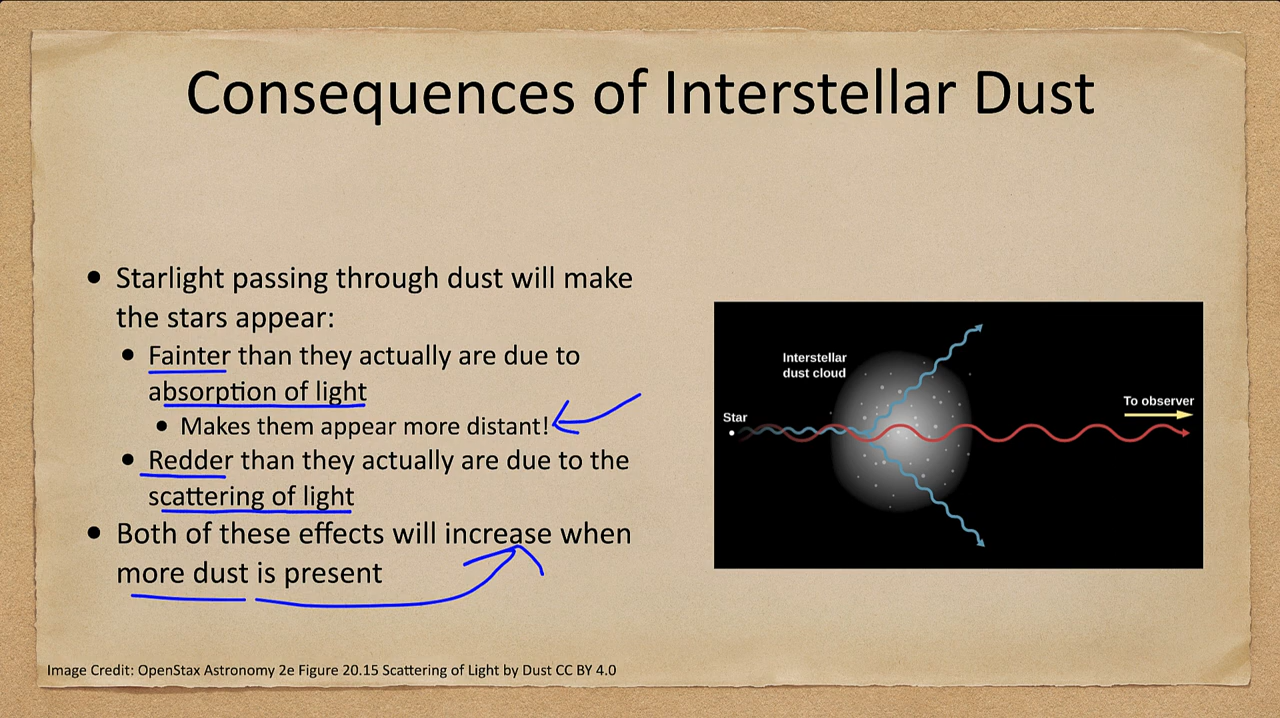 Consequences of Interstellar Dust
• Starlight passing through dust will make
the stars appear:
• Fainter than they actually are due to
absorption of light
• Makes them appear more distant!
• Redder than they actually are due to the
scattering of light
• Both of these effects will increase when
more dust is present
Interstellar
dust cloud
Star
To observer
Image Credit: OpenStax Astronomy 2e Figure 20.15 Scattering of Light by Dust CC BY 4.0